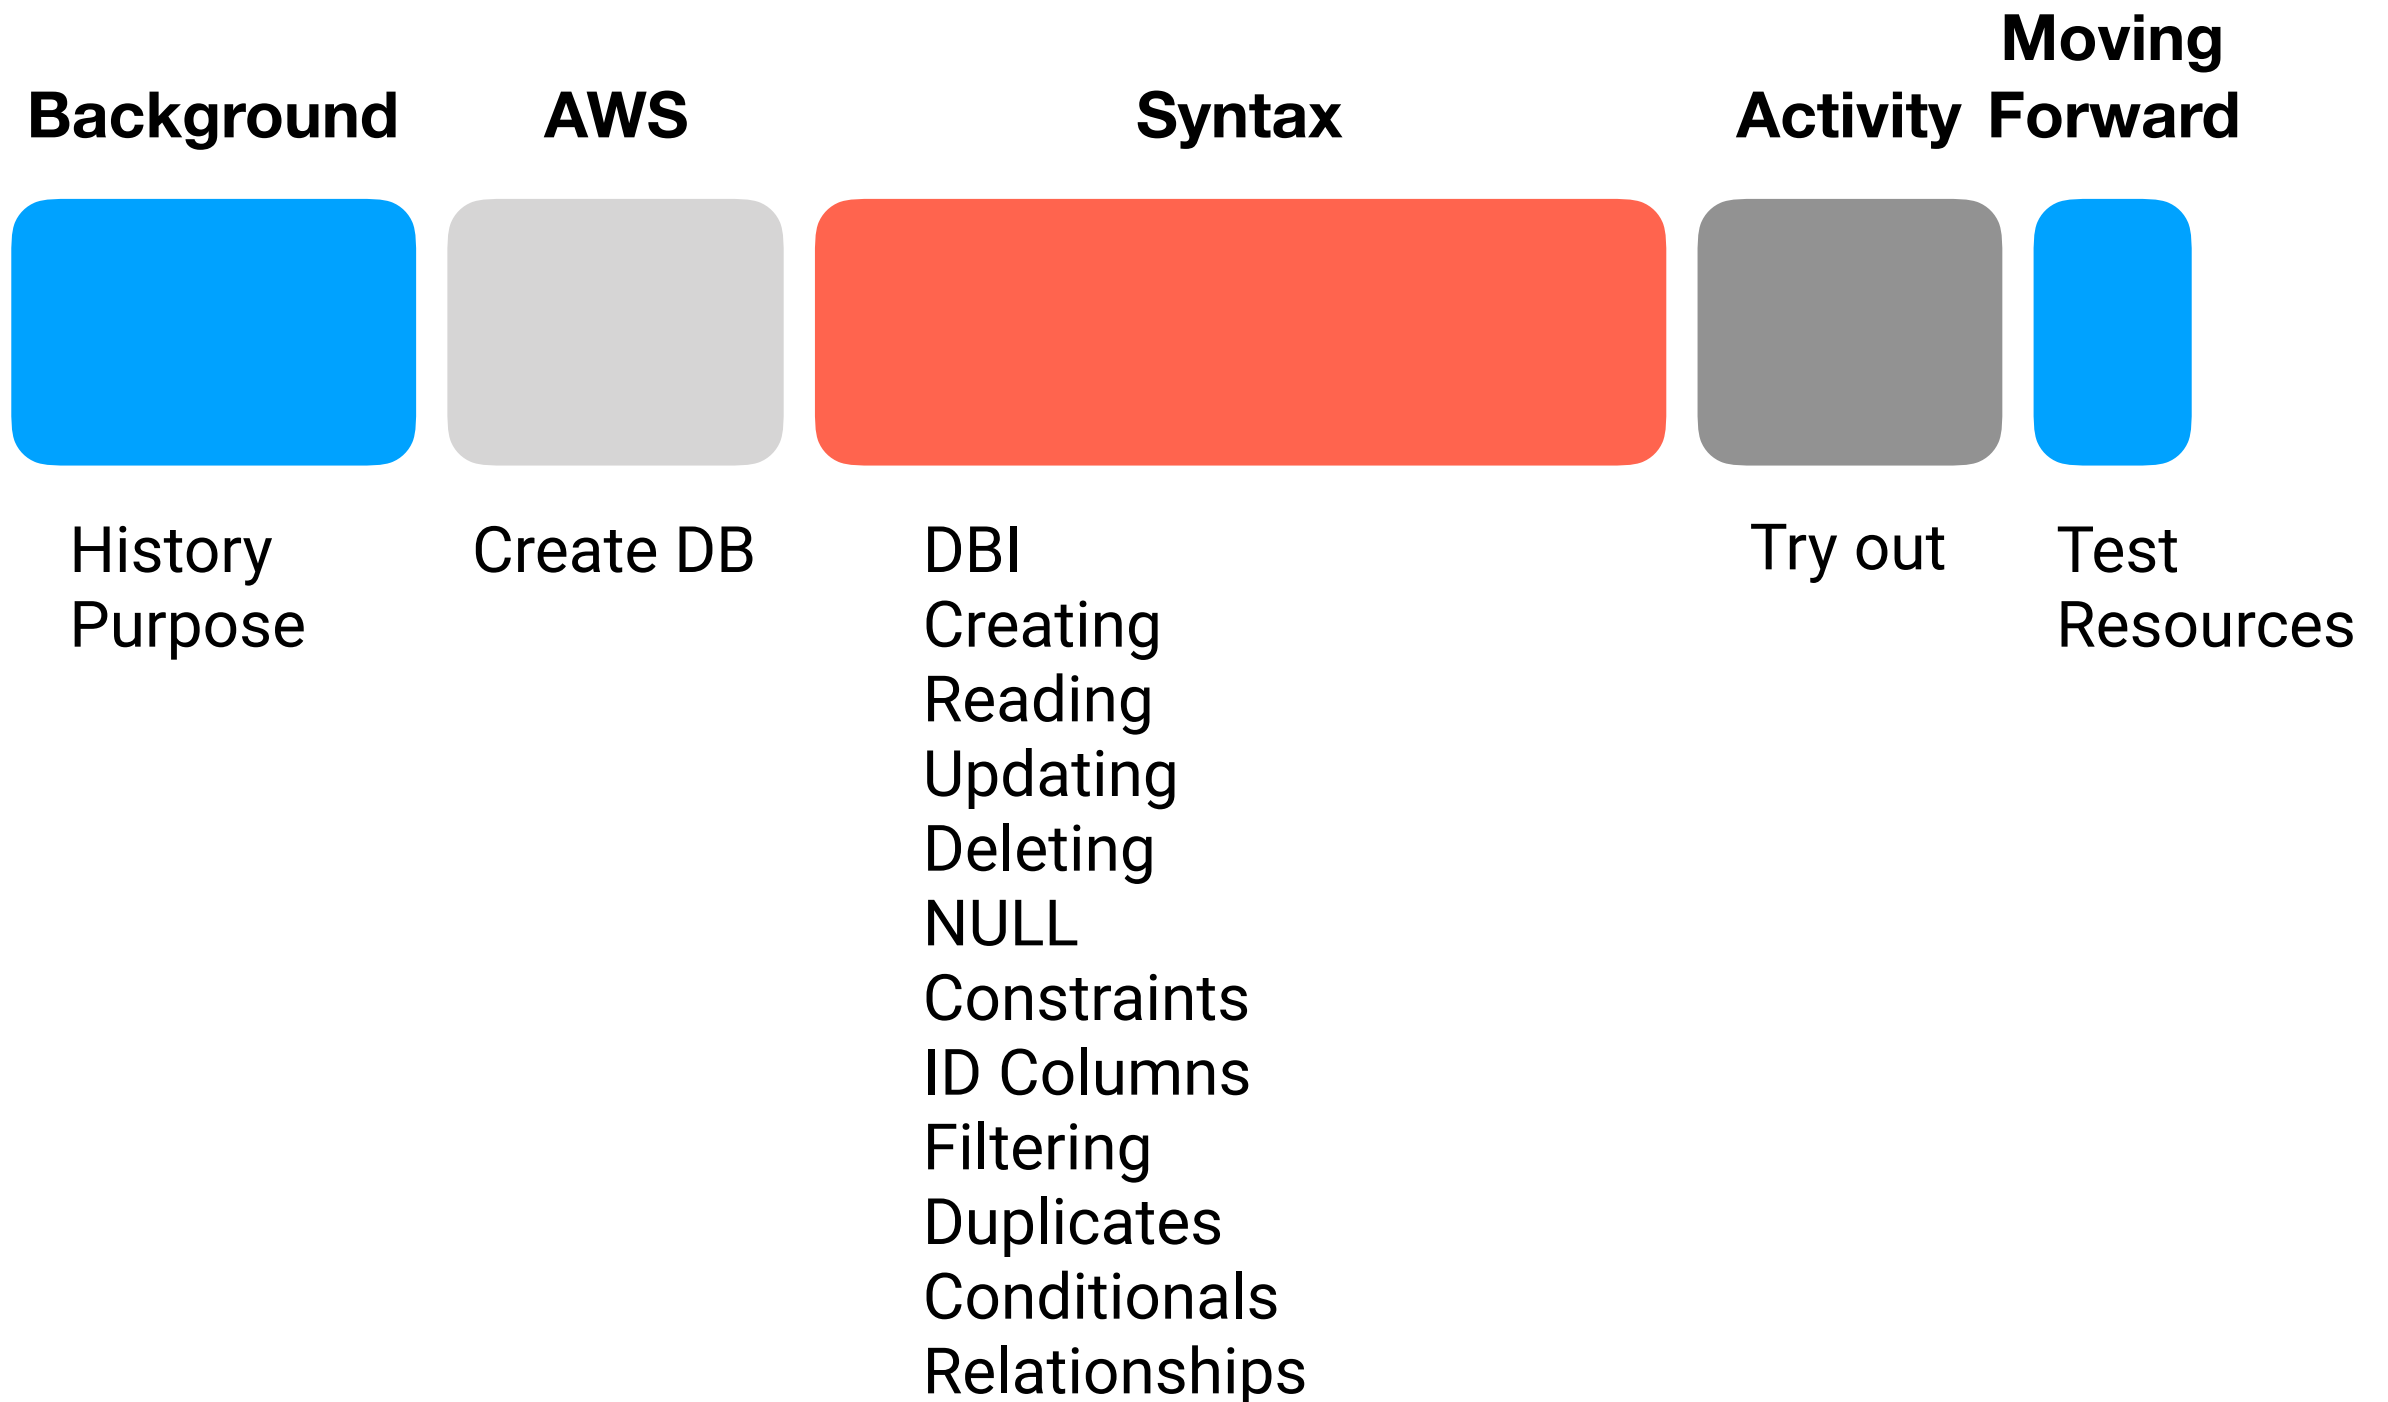 Background
AWS
Syntax
Activity
Moving
Forward
History
Purpose
Create DB
DBI
Creating
Reading
Updating
Deleting
NULL
Constraints
ID Columns
Filtering
Duplicates
Conditionals
Relationships
Try out
Test
Resources